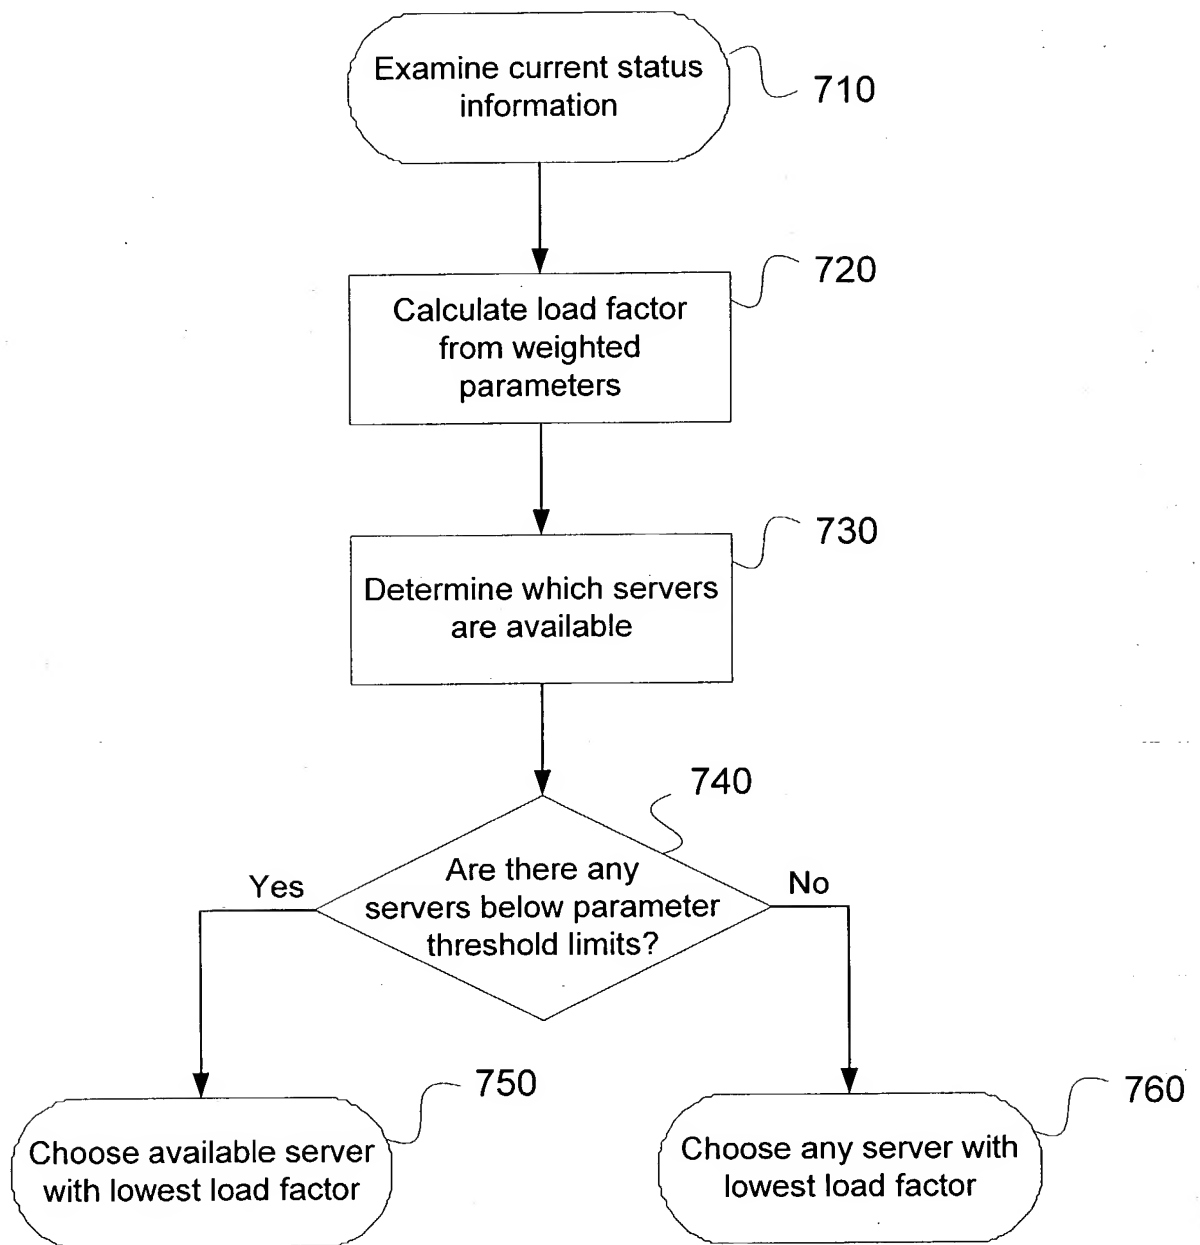 Examine current status
information
710
720
Calculate load factor
from weighted
parameters
730
Determine which servers
are available
740
Are there any
servers below parameter
threshold limits?
Yes
No
750
Choose available server
with lowest load factor
760
Choose any server with
lowest load factor